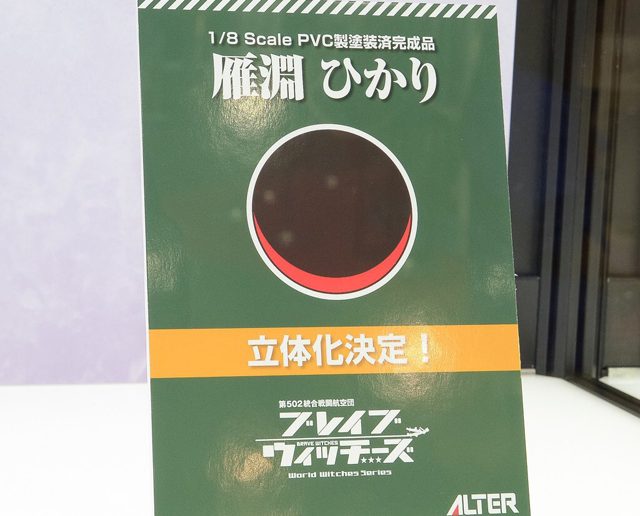 1/8 Scale PVC製塗装済完成品
雁淵 ひかり
立体化決定！
第502統合戦闘航空団
ブレイブ
BRAVE WITCHES
ウィッチーズ
World Witches Series
ALTER